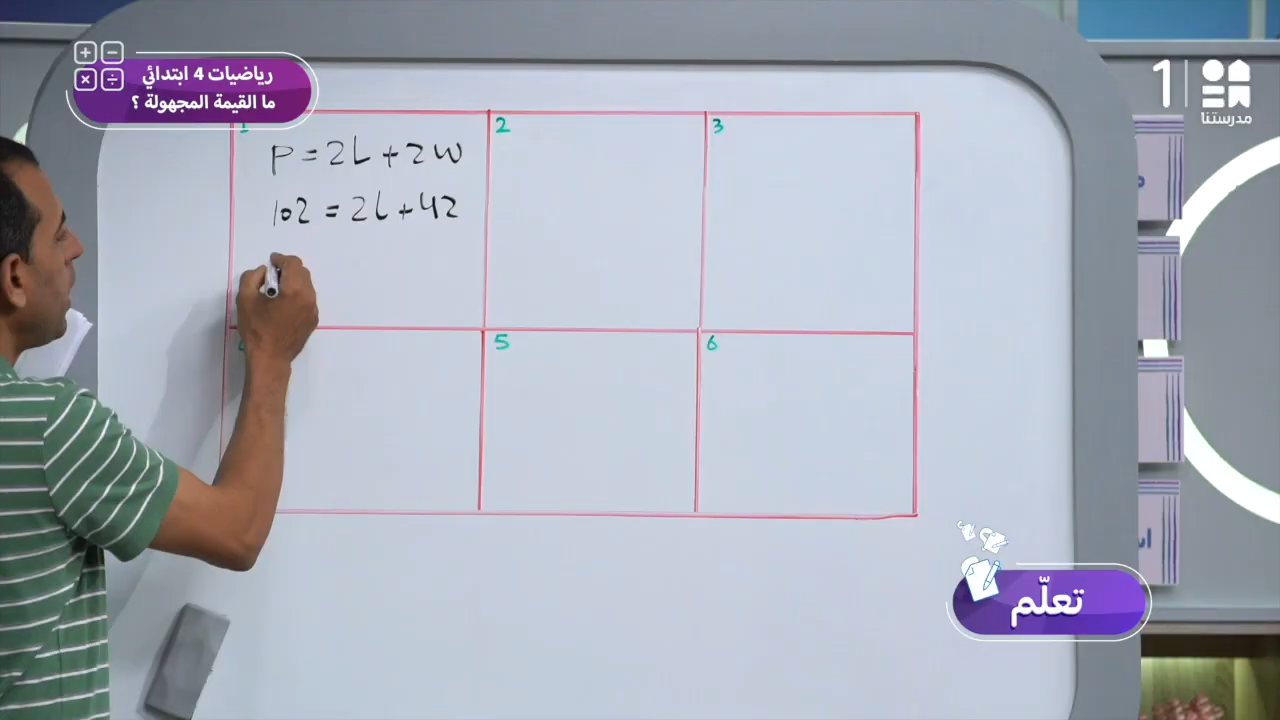 رياضيات 4 ابتدائي
ما القيمة المجهولة ؟
1
مدرستنا
1
P = 2L + 2W
102 = 2L + 42
2
3
5
6
تعلّم